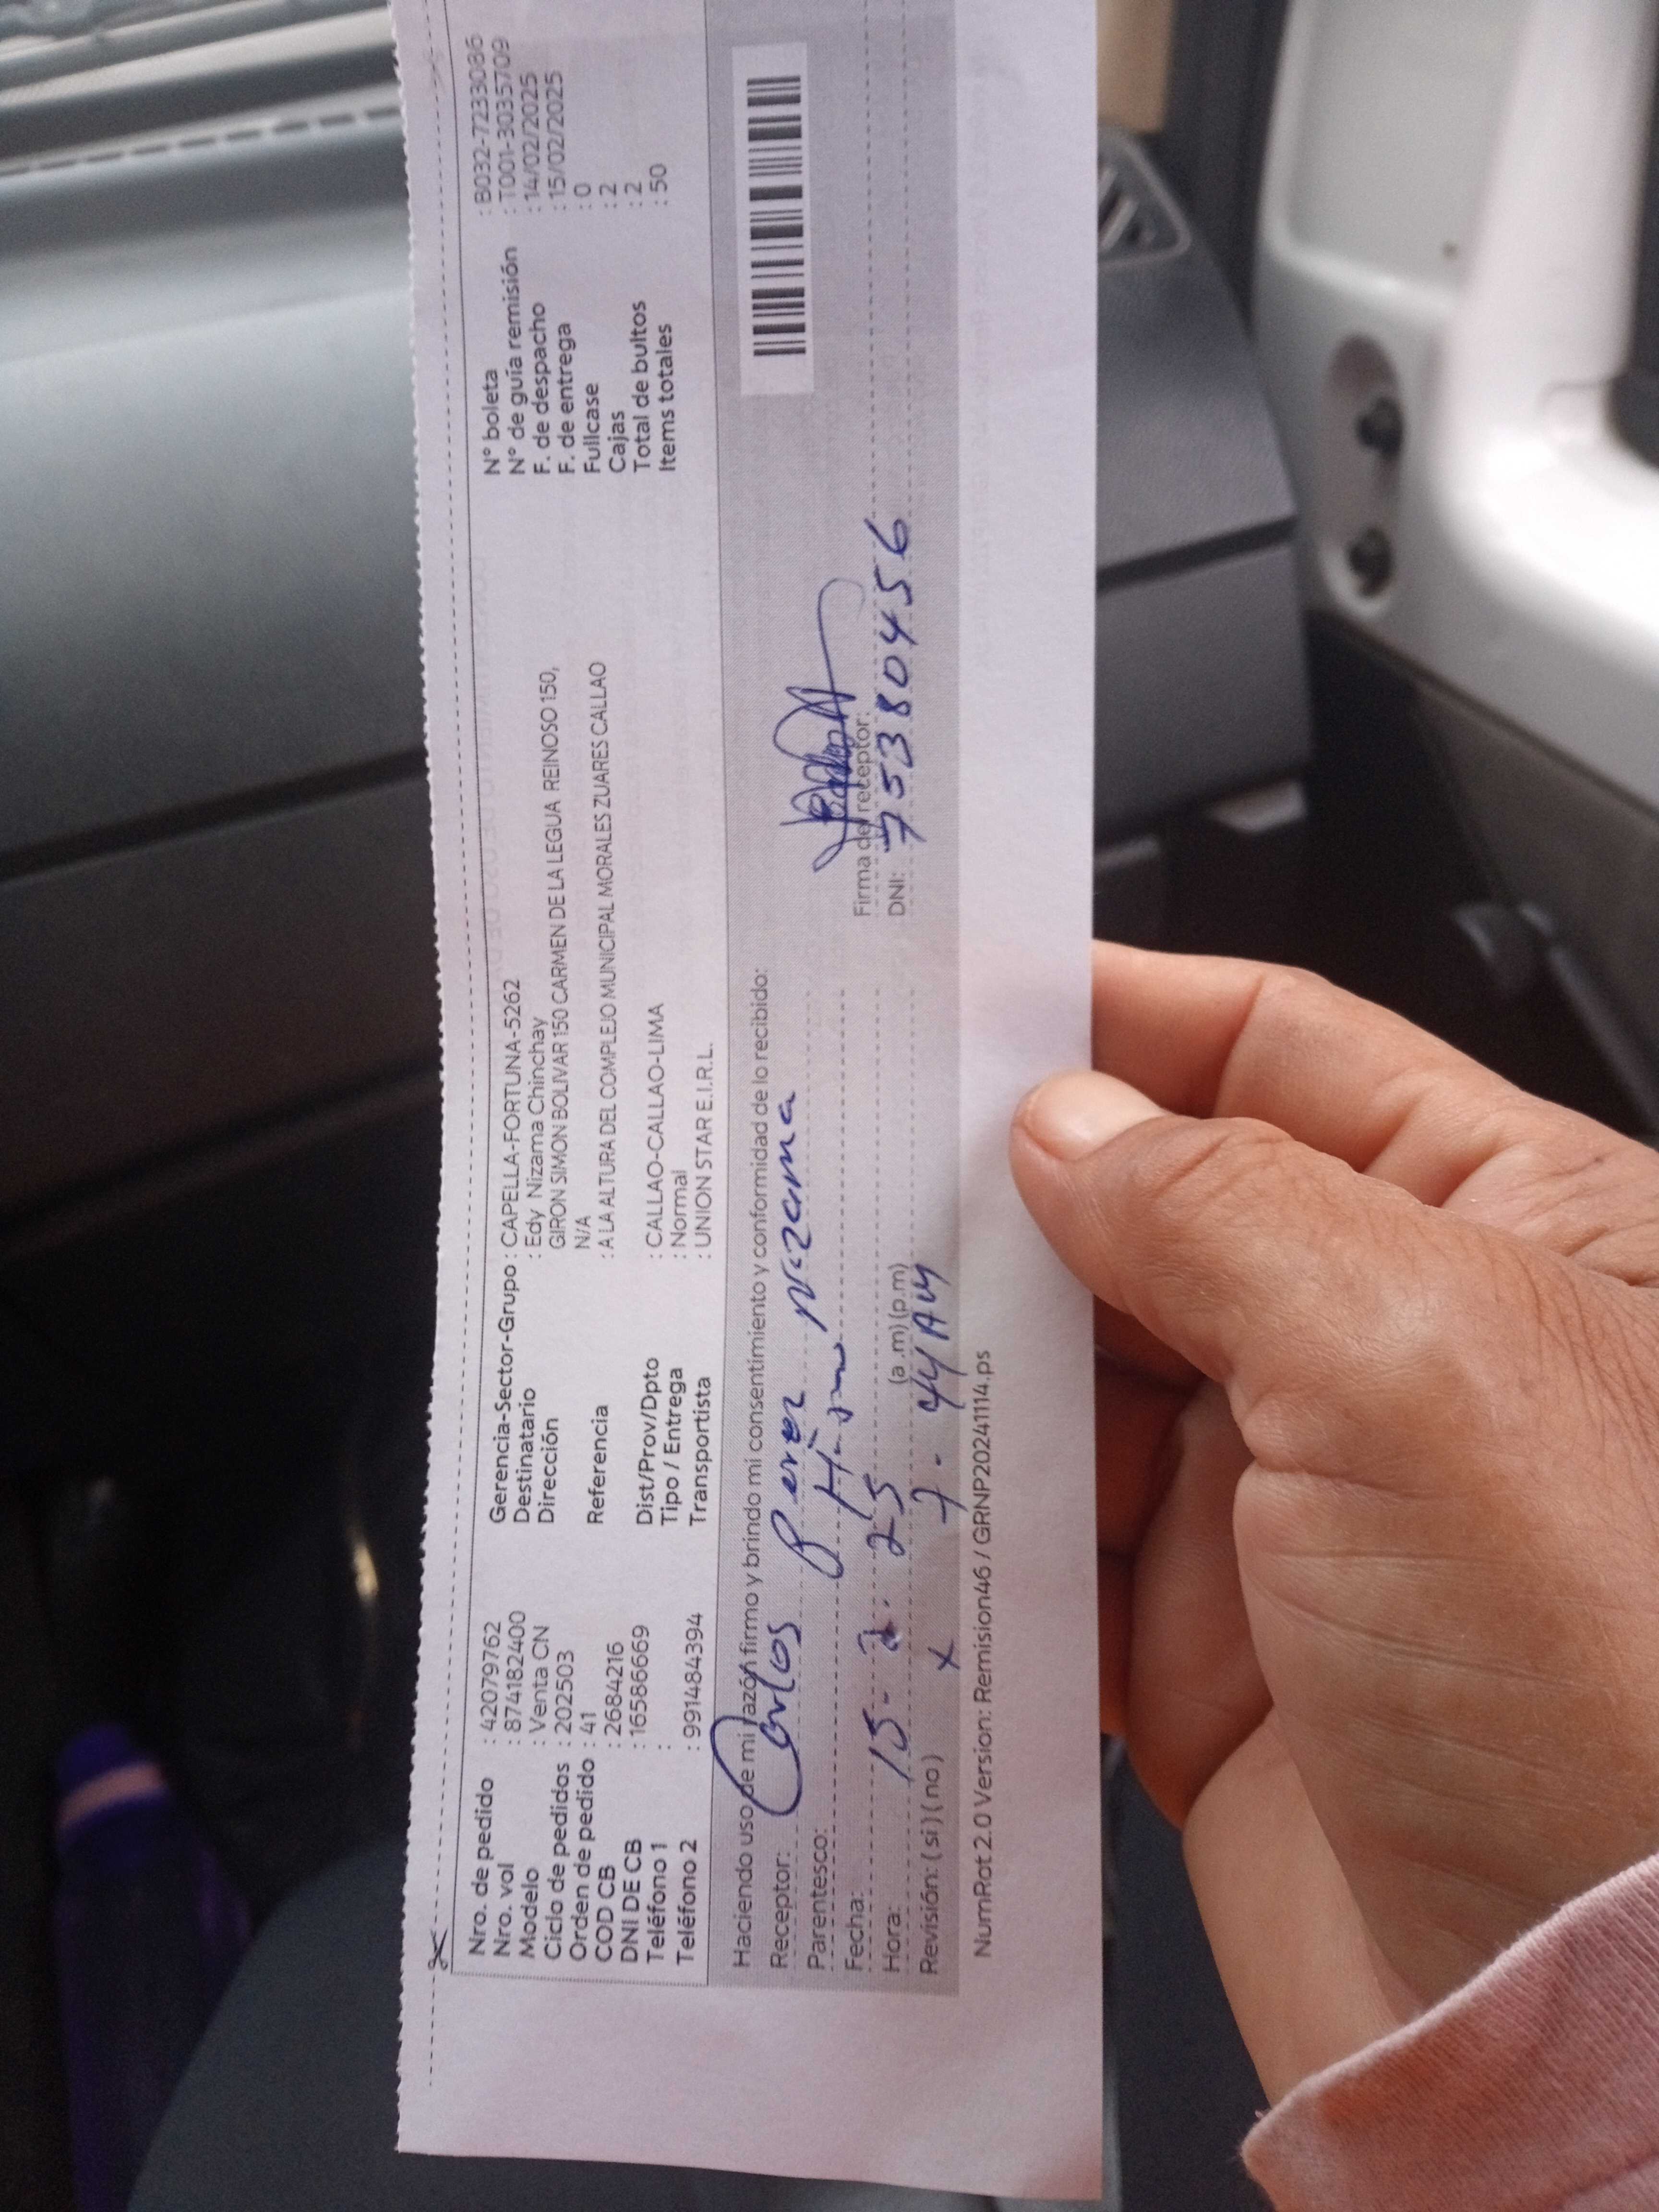 Nro. de pedido : 42079762
Nro. vol : 874182400
Modelo : Venta CN
Ciclo de pedidos : 202503
Orden de pedido : 41
COD CB : 2684216
DNI DE CB : 16586669
Teléfono 1 :
Teléfono 2 : 991484394
Gerencia-Sector-Grupo : CAPELLA-FORTUNA-5262
Destinatario : Edy Nizama Chinchay
Dirección GIRON SIMON BOLIVAR 150 CARMEN DE LA LEGUA REINOSO 150,
N/A
Referencia : A LA ALTURA DEL COMPLEJO MUNICIPAL MORALES ZUARES CALLAO
Dist/Prov/Dpto : CALLAO-CALLAO-LIMA
Tipo / Entrega : Normal
Transportista : UNION STAR E.I.R.L.
N° boleta : B032-7233086
N° de guía remisión : T001-3035709
F. de despacho : 14/02/2025
F. de entrega : 15/02/2025
Fullcase : 0
Cajas : 2
Total de bultos : 2
Items totales : 50
Haciendo uso de mi razón firmo y brindo mi consentimiento y conformidad de lo recibido:
Receptor: Carlos Perez Nizama
Parentesco:
Fecha: 15- 2. 25
Hora: (a.m) (p.m) 7- 44 AM
Revisión: ( si ) ( no ) x
Firma del receptor:
DNI: 75380456
NumRot 2.0 Version: Remision46 / GRNP20241114.ps